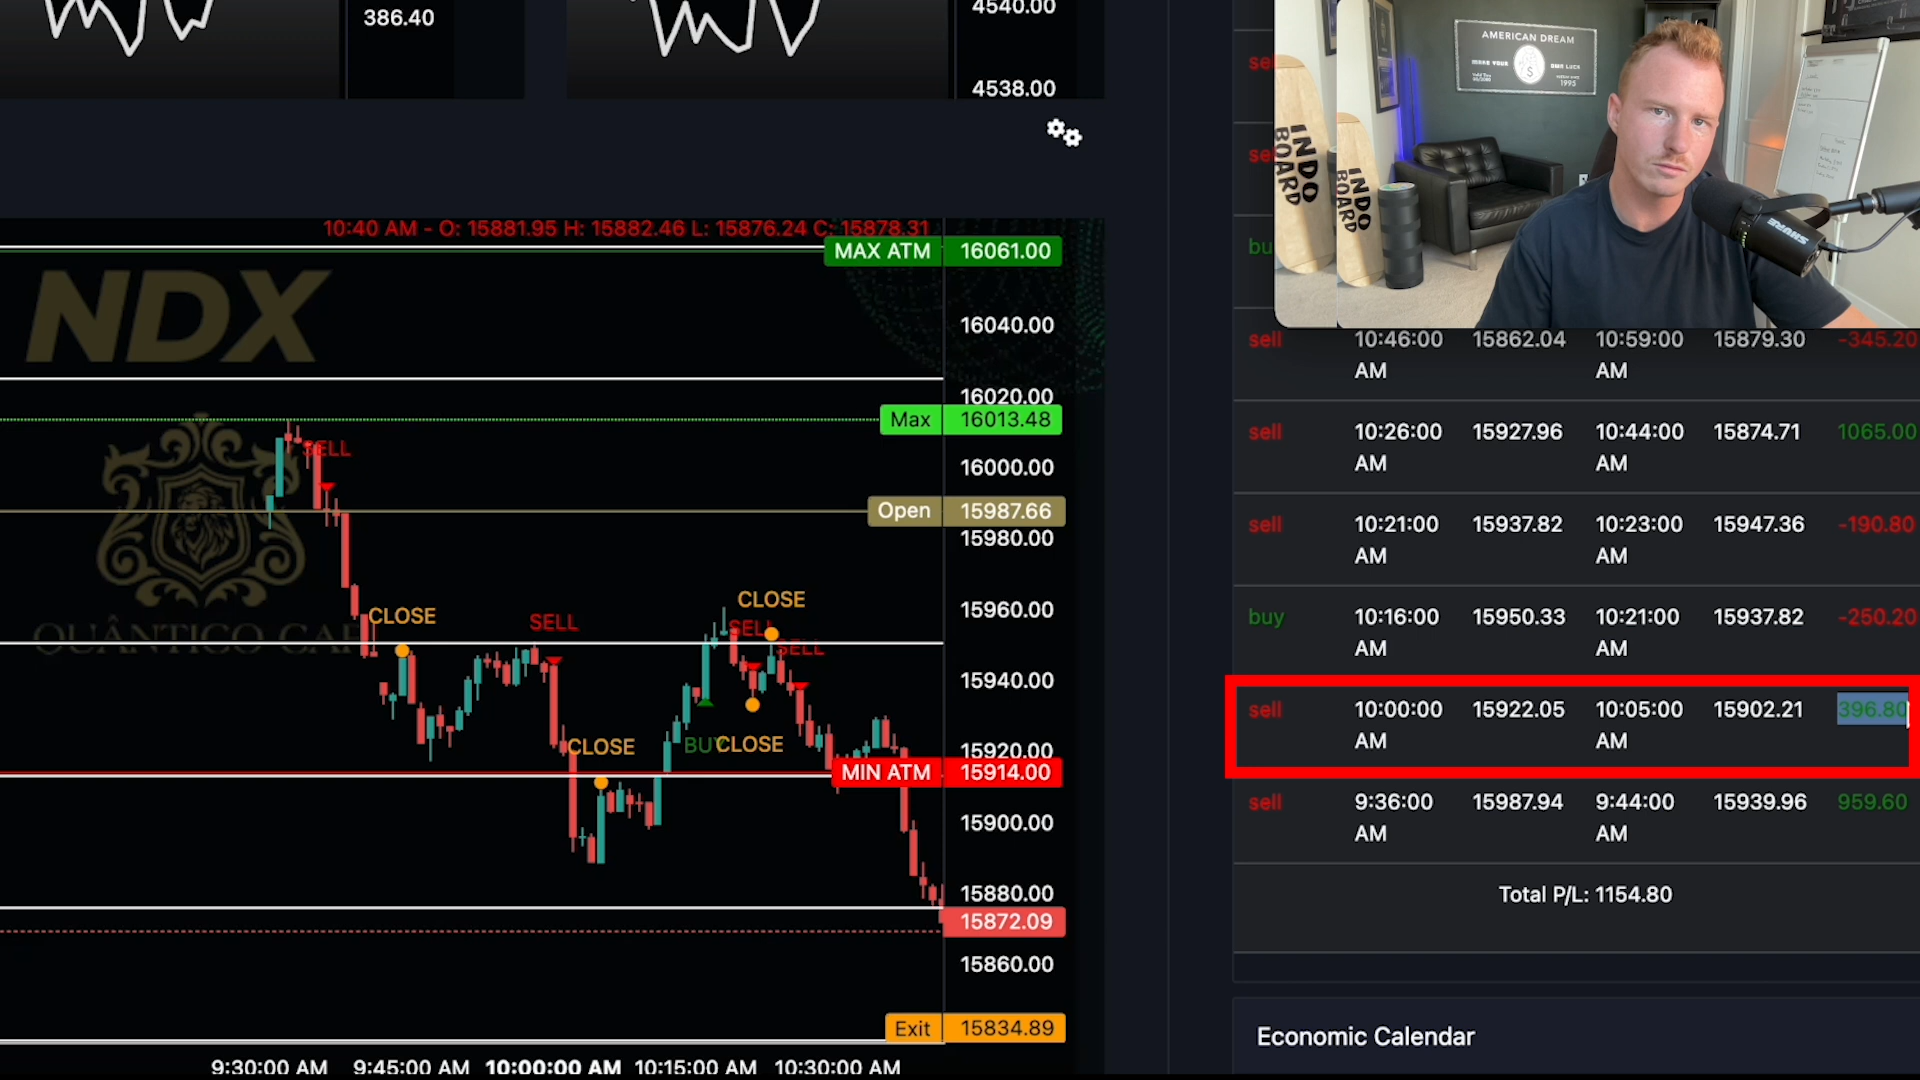 386.40
4540.00
4538.00
10:40 AM - O: 15881.95 H: 15882.46 L: 15876.24 C: 15878.31
MAX ATM 16061.00
NDX
16040.00
16020.00
Max 16013.48
SELL
16000.00
Open 15987.66
15980.00
CLOSE
SELL
CLOSE
SELL
SELL
15960.00
QUÂNTICO CAP
15940.00
CLOSE
BUY
CLOSE
15920.00
MIN ATM 15914.00
15900.00
15880.00
15872.09
15860.00
Exit 15834.89
9:30:00 AM 9:45:00 AM 10:00:00 AM 10:15:00 AM 10:30:00 AM
AMERICAN DREAM
MAKE YOUR OWN LUCK
1995
INDO
BOARD
INDO
BOARD
SHURE
sell 10:46:00 AM 15862.04 10:59:00 AM 15879.30 -345.20
sell 10:26:00 AM 15927.96 10:44:00 AM 15874.71 1065.00
sell 10:21:00 AM 15937.82 10:23:00 AM 15947.36 -190.80
buy 10:16:00 AM 15950.33 10:21:00 AM 15937.82 -250.20
sell 10:00:00 AM 15922.05 10:05:00 AM 15902.21 396.80
sell 9:36:00 AM 15987.94 9:44:00 AM 15939.96 959.60
Total P/L: 1154.80
Economic Calendar